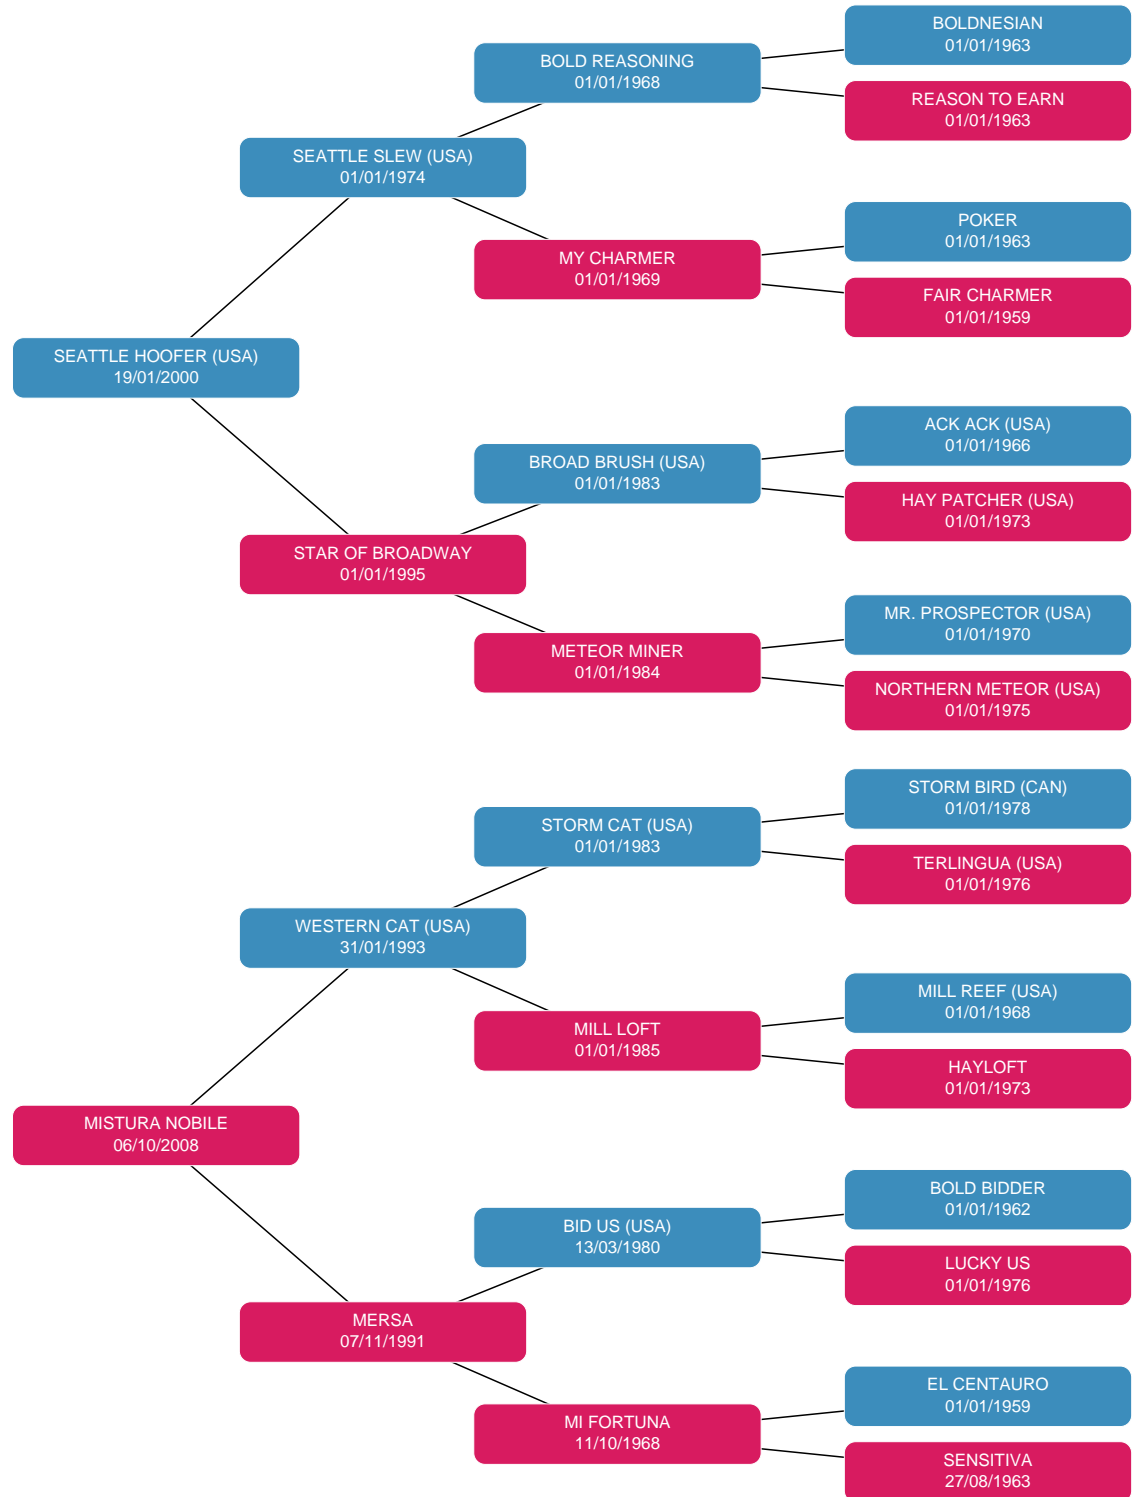 BOLDNESIAN
01/01/1963
BOLD REASONING
01/01/1968
REASON TO EARN
01/01/1963
SEATTLE SLEW (USA)
01/01/1974
POKER
01/01/1963
MY CHARMER
01/01/1969
FAIR CHARMER
01/01/1959
SEATTLE HOOFER (USA)
19/01/2000
ACK ACK (USA)
01/01/1966
BROAD BRUSH (USA)
01/01/1983
HAY PATCHER (USA)
01/01/1973
STAR OF BROADWAY
01/01/1995
MR. PROSPECTOR (USA)
01/01/1970
METEOR MINER
01/01/1984
NORTHERN METEOR (USA)
01/01/1975
STORM BIRD (CAN)
01/01/1978
STORM CAT (USA)
01/01/1983
TERLINGUA (USA)
01/01/1976
WESTERN CAT (USA)
31/01/1993
MILL REEF (USA)
01/01/1968
MILL LOFT
01/01/1985
HAYLOFT
01/01/1973
MISTURA NOBILE
06/10/2008
BOLD BIDDER
01/01/1962
BID US (USA)
13/03/1980
LUCKY US
01/01/1976
MERSA
07/11/1991
EL CENTAURO
01/01/1959
MI FORTUNA
11/10/1968
SENSITIVA
27/08/1963